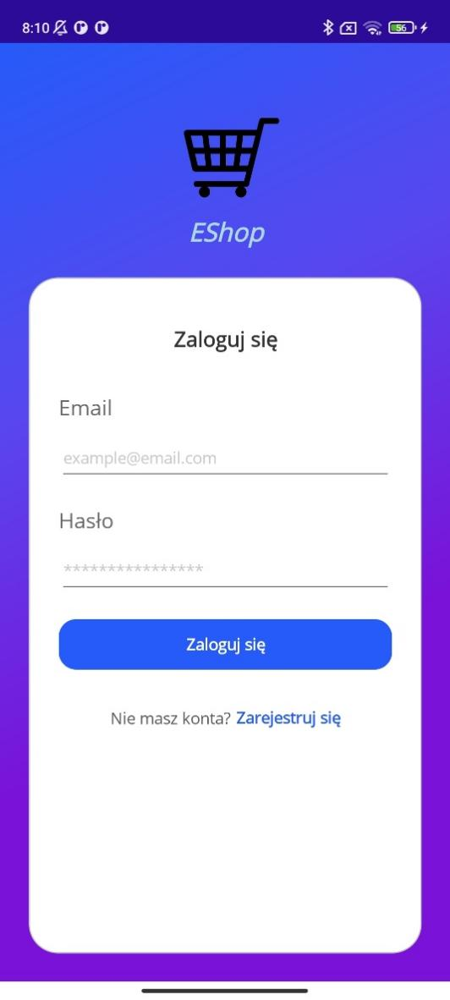 8:10
56
EShop
Zaloguj się
Email
example@email.com
Hasło
****************
Zaloguj się
Nie masz konta? Zarejestruj się